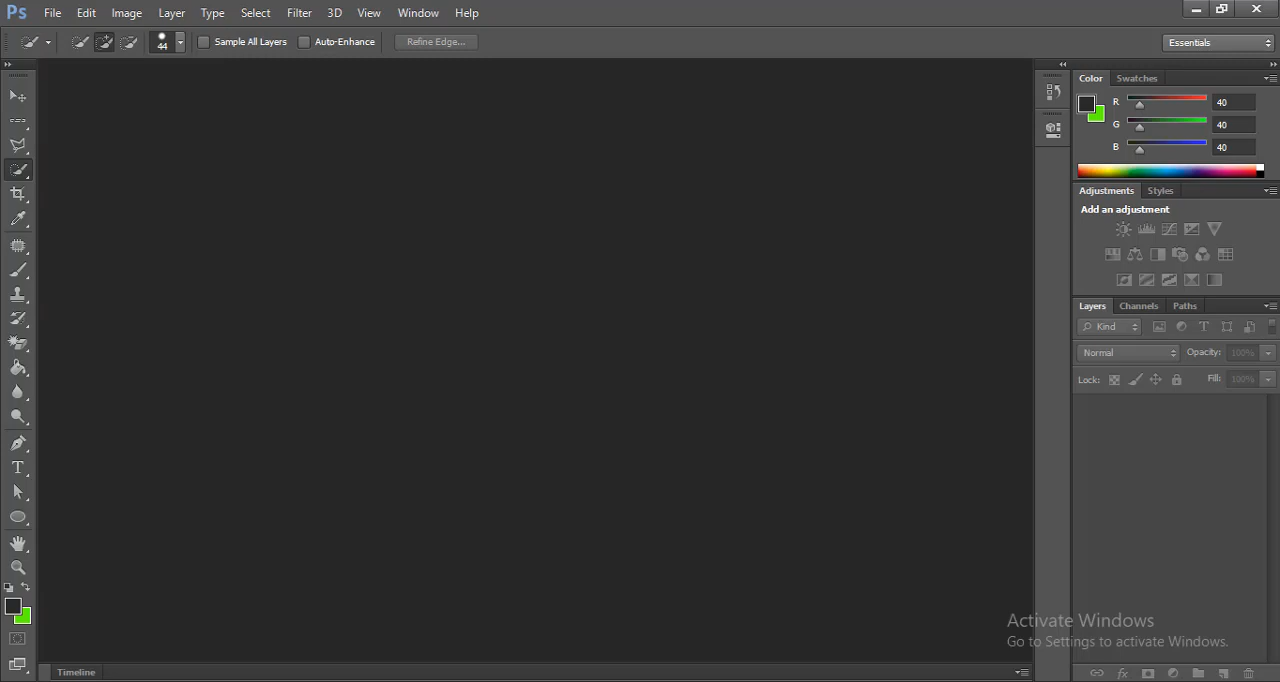 Ps File Edit Image Layer Type Select Filter 3D View Window Help
44 Sample All Layers Auto-Enhance Refine Edge... Essentials
Color Swatches
R 40
G 40
B 40
Adjustments Styles
Add an adjustment
Layers Channels Paths
Kind T
Normal Opacity: 100%
Lock: Fill: 100%
T
Activate Windows
Go to Settings to activate Windows.
Timeline
fx